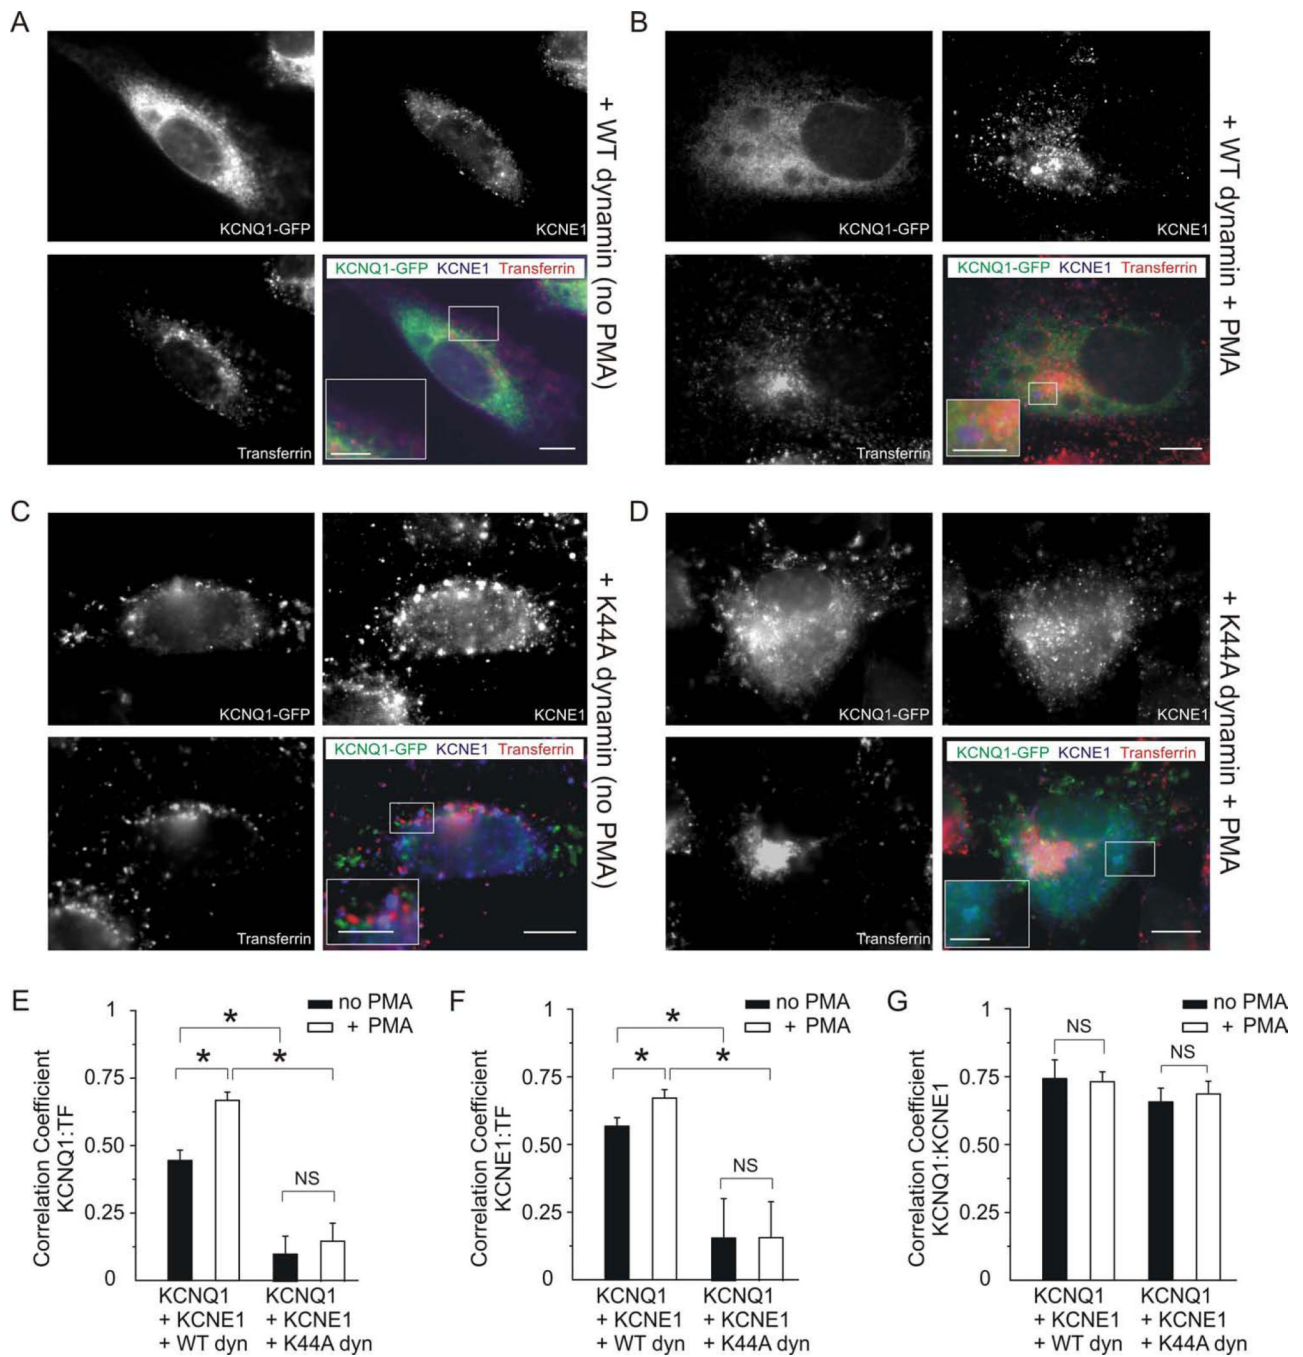 A
KCNQ1-GFP
KCNE1
Transferrin
KCNQ1-GFP KCNE1 Transferrin
+ WT dynamin (no PMA)
B
KCNQ1-GFP
KCNE1
Transferrin
KCNQ1-GFP KCNE1 Transferrin
+ WT dynamin + PMA
C
KCNQ1-GFP
KCNE1
Transferrin
KCNQ1-GFP KCNE1 Transferrin
+ K44A dynamin (no PMA)
D
KCNQ1-GFP
KCNE1
Transferrin
KCNQ1-GFP KCNE1 Transferrin
+ K44A dynamin + PMA
E
Correlation Coefficient
KCNQ1:TF
1
0.75
0.50
0.25
0
no PMA
+ PMA
*
*
*
NS
KCNQ1
+ KCNE1
+ WT dyn
KCNQ1
+ KCNE1
+ K44A dyn
F
Correlation Coefficient
KCNE1:TF
1
0.75
0.50
0.25
0
no PMA
+ PMA
*
*
*
NS
KCNQ1
+ KCNE1
+ WT dyn
KCNQ1
+ KCNE1
+ K44A dyn
G
Correlation Coefficient
KCNQ1:KCNE1
1
0.75
0.50
0.25
0
no PMA
+ PMA
NS
NS
KCNQ1
+ KCNE1
+ WT dyn
KCNQ1
+ KCNE1
+ K44A dyn